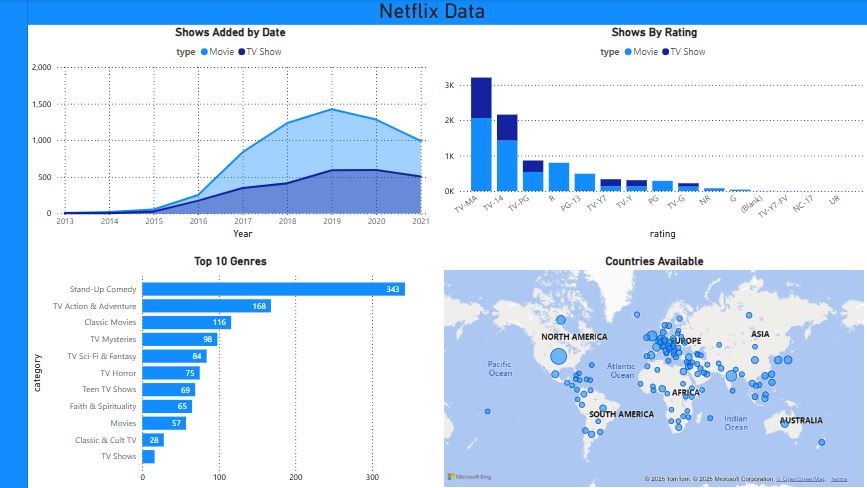 Netflix Data
Shows Added by Date
type Movie TV Show
2,000
1,500
1,000
500
0
2013 2014 2015 2016 2017 2018 2019 2020 2021
Year
Shows By Rating
type Movie TV Show
3K
2K
1K
0K
TV-MA TV-14 TV-PG R PG-13 TV-Y7 TV-Y PG TV-G NR G (Blank) TV-Y7-FV NC-17 UR
rating
Top 10 Genres
category
Stand-Up Comedy 343
TV Action & Adventure 168
Classic Movies 116
TV Mysteries 98
TV Sci-Fi & Fantasy 84
TV Horror 75
Teen TV Shows 69
Faith & Spirituality 65
Movies 57
Classic & Cult TV 28
TV Shows
0 100 200 300
Countries Available
NORTH AMERICA
EUROPE
ASIA
Pacific
Ocean
Atlantic
Ocean
AFRICA
SOUTH AMERICA
Indian
Ocean
AUSTRALIA
Microsoft Bing
© 2025 TomTom, © 2025 Microsoft Corporation, © OpenStreetMap Terms